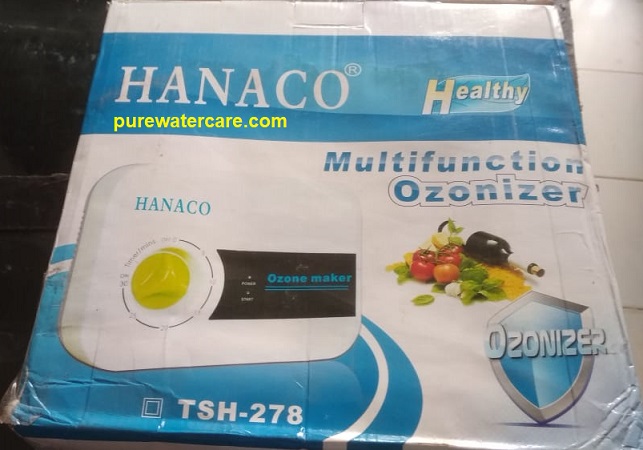 HANACO®
Healthy
purewatercare.com
Multifunction
Ozonizer
HANACO
Ozone maker
POWER
START
OZONIZER
TSH-278